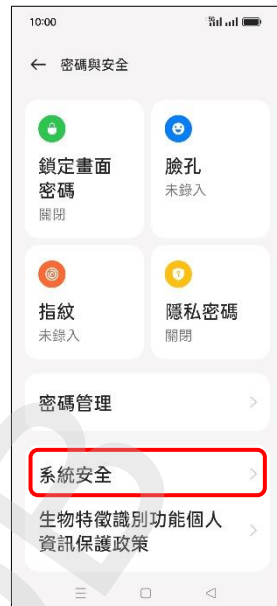 10:00
5G
密碼與安全
鎖定畫面
密碼
關閉
臉孔
未錄入
指紋
未錄入
隱私密碼
關閉
密碼管理
系統安全
生物特徵識別功能個人
資訊保護政策